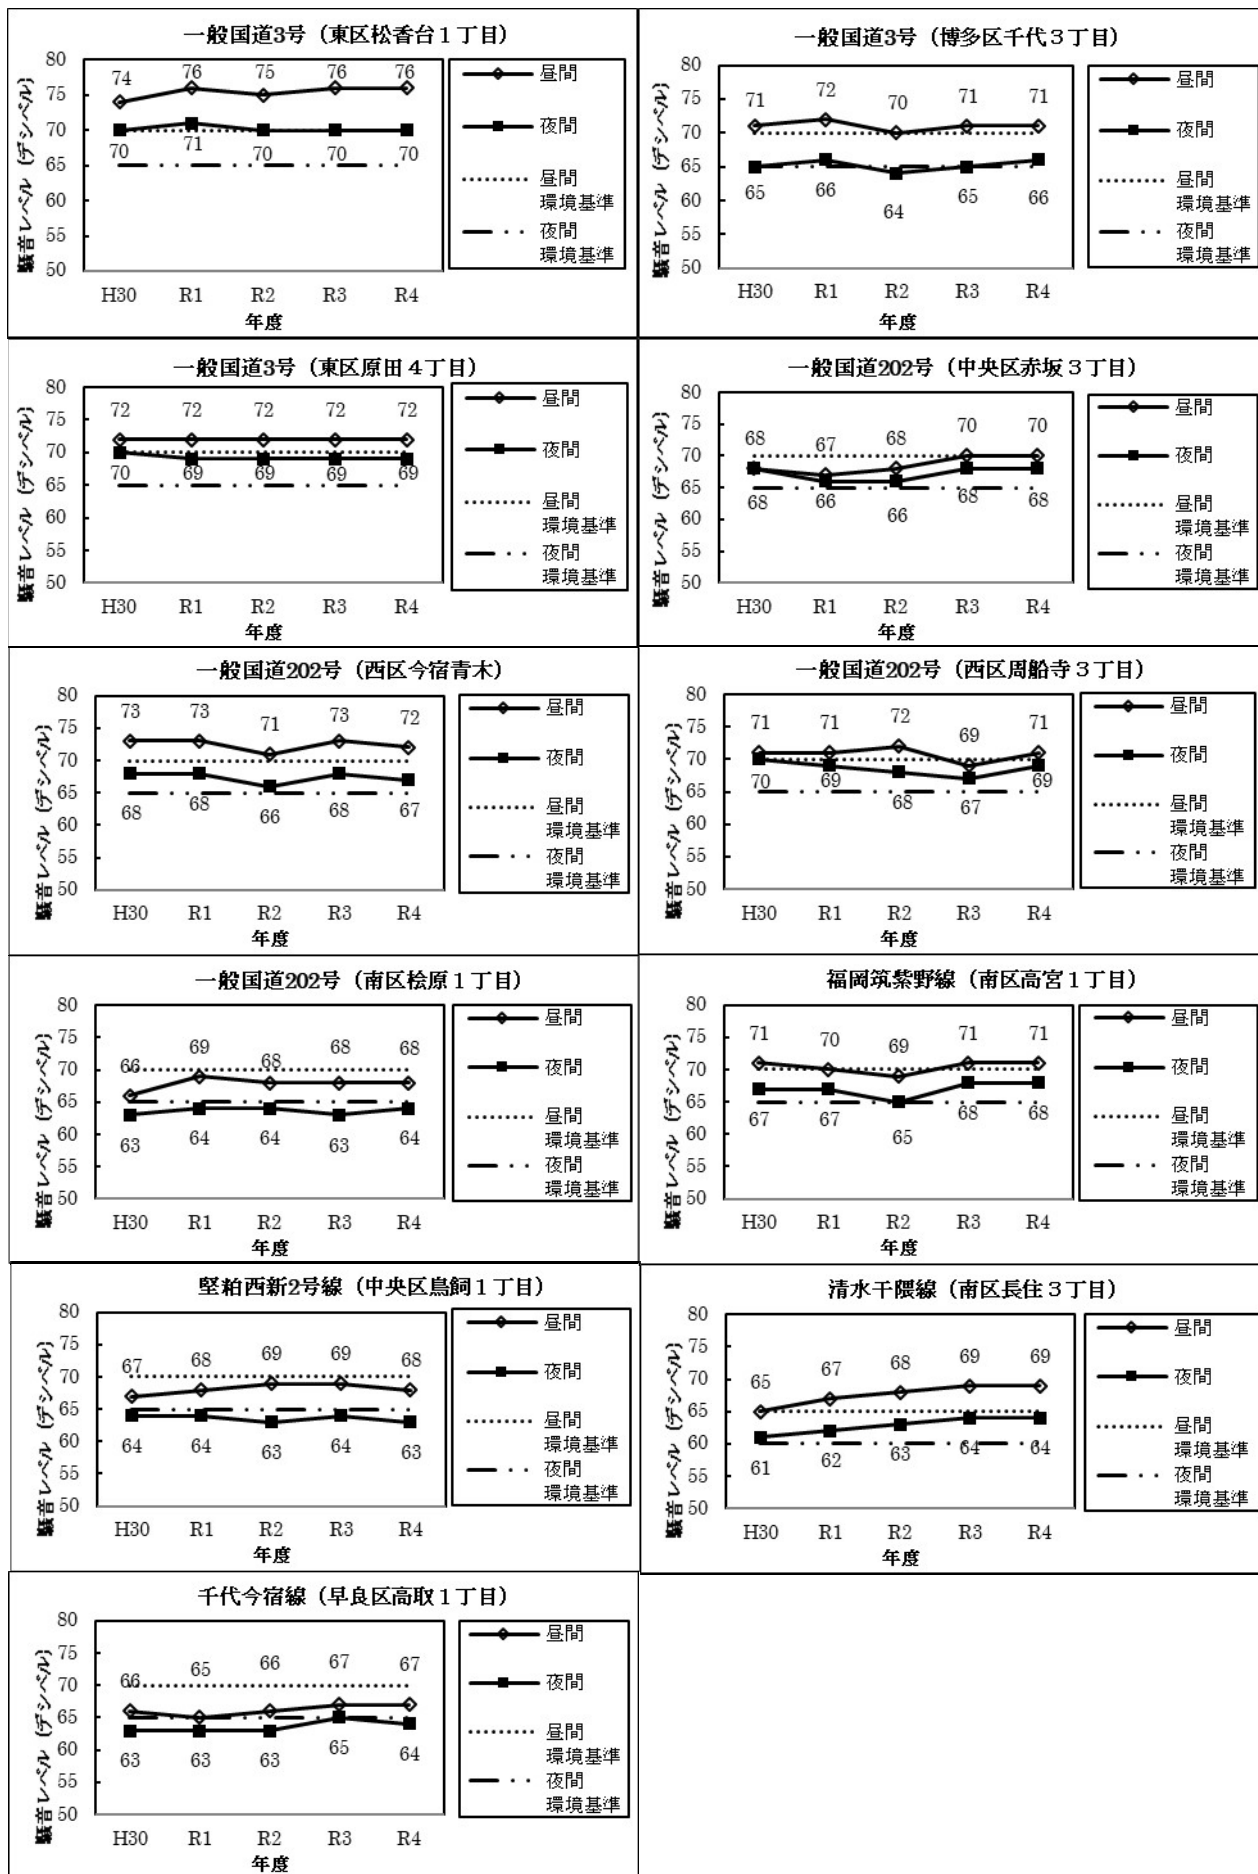 一般国道3号（東区松香台１丁目）
騒音レベル (デシベル)
80
75
70
65
60
55
50
74
76
75
76
76
70
71
70
70
70
H30
R1
R2
R3
R4
年度
昼間
夜間
昼間
環境基準
夜間
環境基準
一般国道3号（博多区千代３丁目）
騒音レベル (デシベル)
80
75
70
65
60
55
50
71
72
70
71
71
65
66
64
65
66
H30
R1
R2
R3
R4
年度
昼間
夜間
昼間
環境基準
夜間
環境基準
一般国道3号（東区原田４丁目）
騒音レベル (デシベル)
80
75
70
65
60
55
50
72
72
72
72
72
70
69
69
69
69
H30
R1
R2
R3
R4
年度
昼間
夜間
昼間
環境基準
夜間
環境基準
一般国道202号（中央区赤坂３丁目）
騒音レベル (デシベル)
80
75
70
65
60
55
50
68
67
68
70
70
68
66
66
68
68
H30
R1
R2
R3
R4
年度
昼間
夜間
昼間
環境基準
夜間
環境基準
一般国道202号（西区今宿青木）
騒音レベル (デシベル)
80
75
70
65
60
55
50
73
73
71
73
72
68
68
66
68
67
H30
R1
R2
R3
R4
年度
昼間
夜間
昼間
環境基準
夜間
環境基準
一般国道202号（西区周船寺３丁目）
騒音レベル (デシベル)
80
75
70
65
60
55
50
71
71
72
69
71
70
69
68
67
69
H30
R1
R2
R3
R4
年度
昼間
夜間
昼間
環境基準
夜間
環境基準
一般国道202号（南区桧原１丁目）
騒音レベル (デシベル)
80
75
70
65
60
55
50
66
69
68
68
68
63
64
64
63
64
H30
R1
R2
R3
R4
年度
昼間
夜間
昼間
環境基準
夜間
環境基準
福岡筑紫野線（南区高宮１丁目）
騒音レベル (デシベル)
80
75
70
65
60
55
50
71
70
69
71
71
67
67
65
68
68
H30
R1
R2
R3
R4
年度
昼間
夜間
昼間
環境基準
夜間
環境基準
堅粕西新2号線（中央区鳥飼１丁目）
騒音レベル (デシベル)
80
75
70
65
60
55
50
67
68
69
69
68
64
64
63
64
63
H30
R1
R2
R3
R4
年度
昼間
夜間
昼間
環境基準
夜間
環境基準
清水干隈線（南区長住３丁目）
騒音レベル (デシベル)
80
75
70
65
60
55
50
65
67
68
69
69
61
62
63
64
64
H30
R1
R2
R3
R4
年度
昼間
夜間
昼間
環境基準
夜間
環境基準
千代今宿線（早良区高取１丁目）
騒音レベル (デシベル)
80
75
70
65
60
55
50
66
65
66
67
67
63
63
63
65
64
H30
R1
R2
R3
R4
年度
昼間
夜間
昼間
環境基準
夜間
環境基準